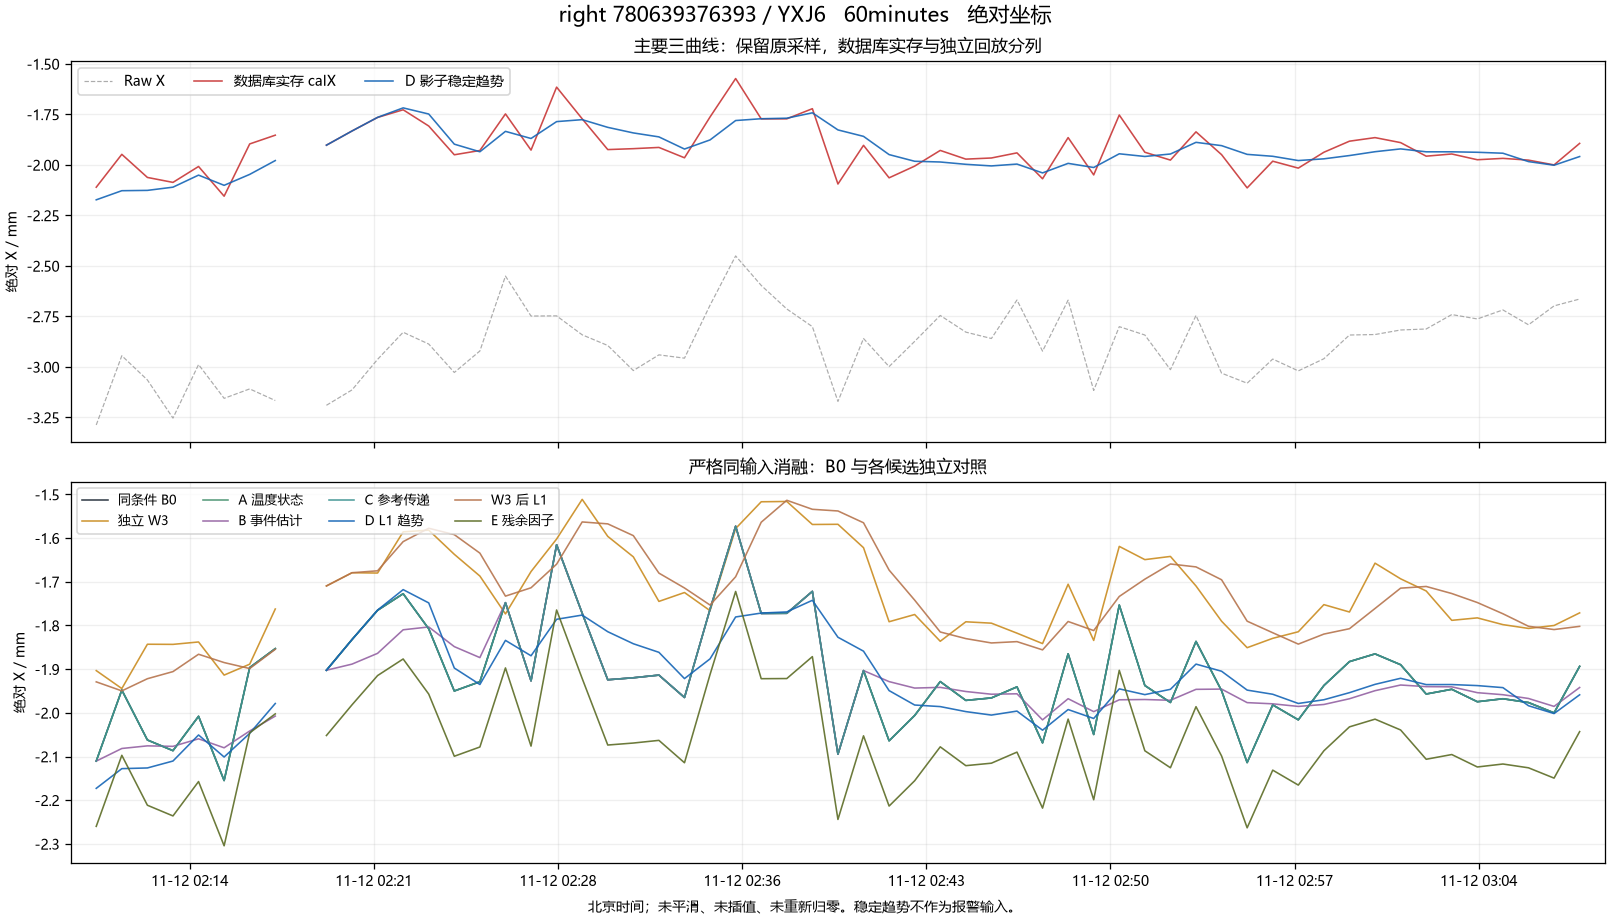 right 780639376393 / YXJ6   60minutes   绝对坐标
主要三曲线：保留原采样，数据库实存与独立回放分列
Raw X
数据库实存 calX
D 影子稳定趋势
绝对 X / mm
-1.50
-1.75
-2.00
-2.25
-2.50
-2.75
-3.00
-3.25
严格同输入消融：B0 与各候选独立对照
同条件 B0
A 温度状态
C 参考传递
W3 后 L1
独立 W3
B 事件估计
D L1 趋势
E 残余因子
绝对 X / mm
-1.5
-1.6
-1.7
-1.8
-1.9
-2.0
-2.1
-2.2
-2.3
11-12 02:14
11-12 02:21
11-12 02:28
11-12 02:36
11-12 02:43
11-12 02:50
11-12 02:57
11-12 03:04
北京时间；未平滑、未插值、未重新归零。稳定趋势不作为报警输入。